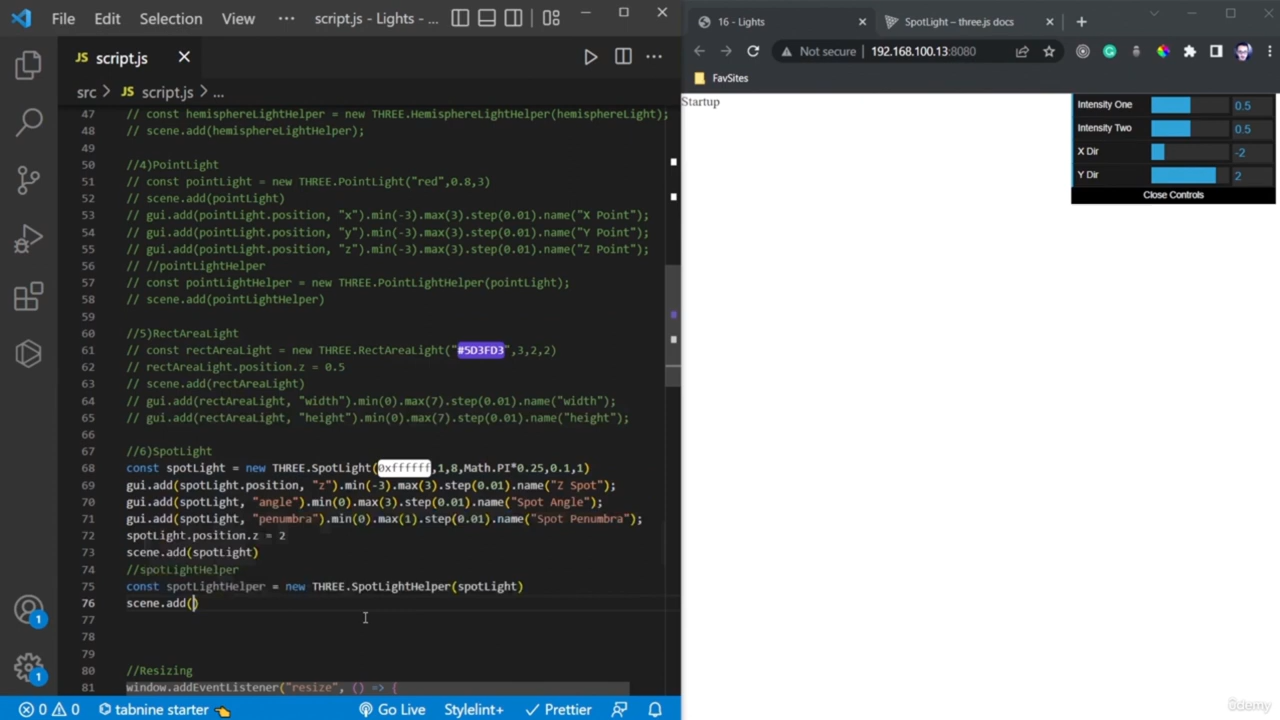 File Edit Selection View ··· script.js - Lights - ...
JS script.js
src > JS script.js > ...
47 // const hemisphereLightHelper = new THREE.HemisphereLightHelper(hemisphereLight);
48 // scene.add(hemisphereLightHelper);
49
50 //4)PointLight
51 // const pointLight = new THREE.PointLight("red",0.8,3)
52 // scene.add(pointLight)
53 // gui.add(pointLight.position, "x").min(-3).max(3).step(0.01).name("X Point");
54 // gui.add(pointLight.position, "y").min(-3).max(3).step(0.01).name("Y Point");
55 // gui.add(pointLight.position, "z").min(-3).max(3).step(0.01).name("Z Point");
56 // //pointLightHelper
57 // const pointLightHelper = new THREE.PointLightHelper(pointLight);
58 // scene.add(pointLightHelper)
59
60 //5)RectAreaLight
61 // const rectAreaLight = new THREE.RectAreaLight("#5D3FD3",3,2,2)
62 // rectAreaLight.position.z = 0.5
63 // scene.add(rectAreaLight)
64 // gui.add(rectAreaLight, "width").min(0).max(7).step(0.01).name("width");
65 // gui.add(rectAreaLight, "height").min(0).max(7).step(0.01).name("height");
66
67 //6)SpotLight
68 const spotLight = new THREE.SpotLight(0xffffff,1,8,Math.PI*0.25,0.1,1)
69 gui.add(spotLight.position, "z").min(-3).max(3).step(0.01).name("Z Spot");
70 gui.add(spotLight, "angle").min(0).max(3).step(0.01).name("Spot Angle");
71 gui.add(spotLight, "penumbra").min(0).max(1).step(0.01).name("Spot Penumbra");
72 spotLight.position.z = 2
73 scene.add(spotLight)
74 //spotLightHelper
75 const spotLightHelper = new THREE.SpotLightHelper(spotLight)
76 scene.add()
77
78
79
80 //Resizing
81 window.addEventListener("resize", () => {
1
1
0 0 tabnine starter Go Live Stylelint+ Prettier
16 - Lights SpotLight – three.js docs
Not secure 192.168.100.13:8080
FavSites
Startup
Intensity One 0.5
Intensity Two 0.5
X Dir -2
Y Dir 2
Close Controls
ûdemy